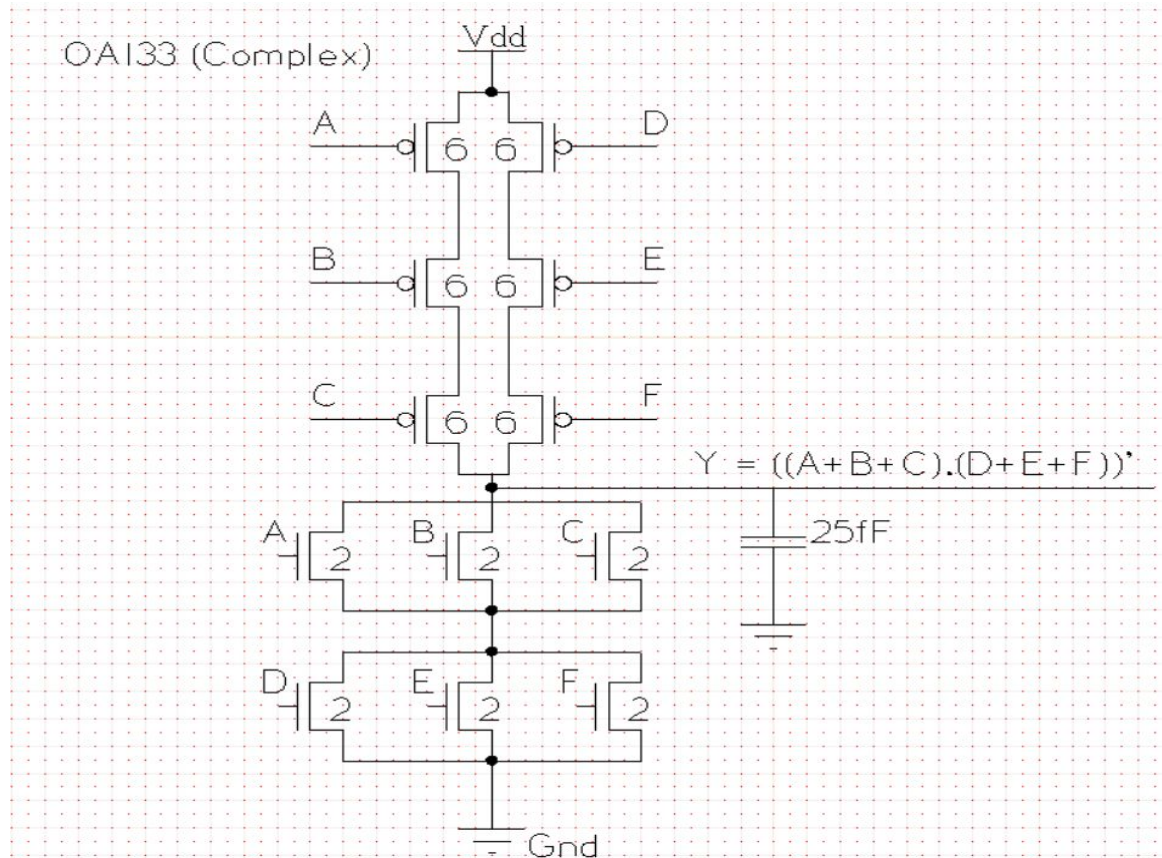 Vdd
OAI33 (Complex)
A 6 6 D
B 6 6 E
C 6 6 F
Y = ((A+B+C).(D+E+F))'
A 2 B 2 C 2 25fF
D 2 E 2 F 2
Gnd